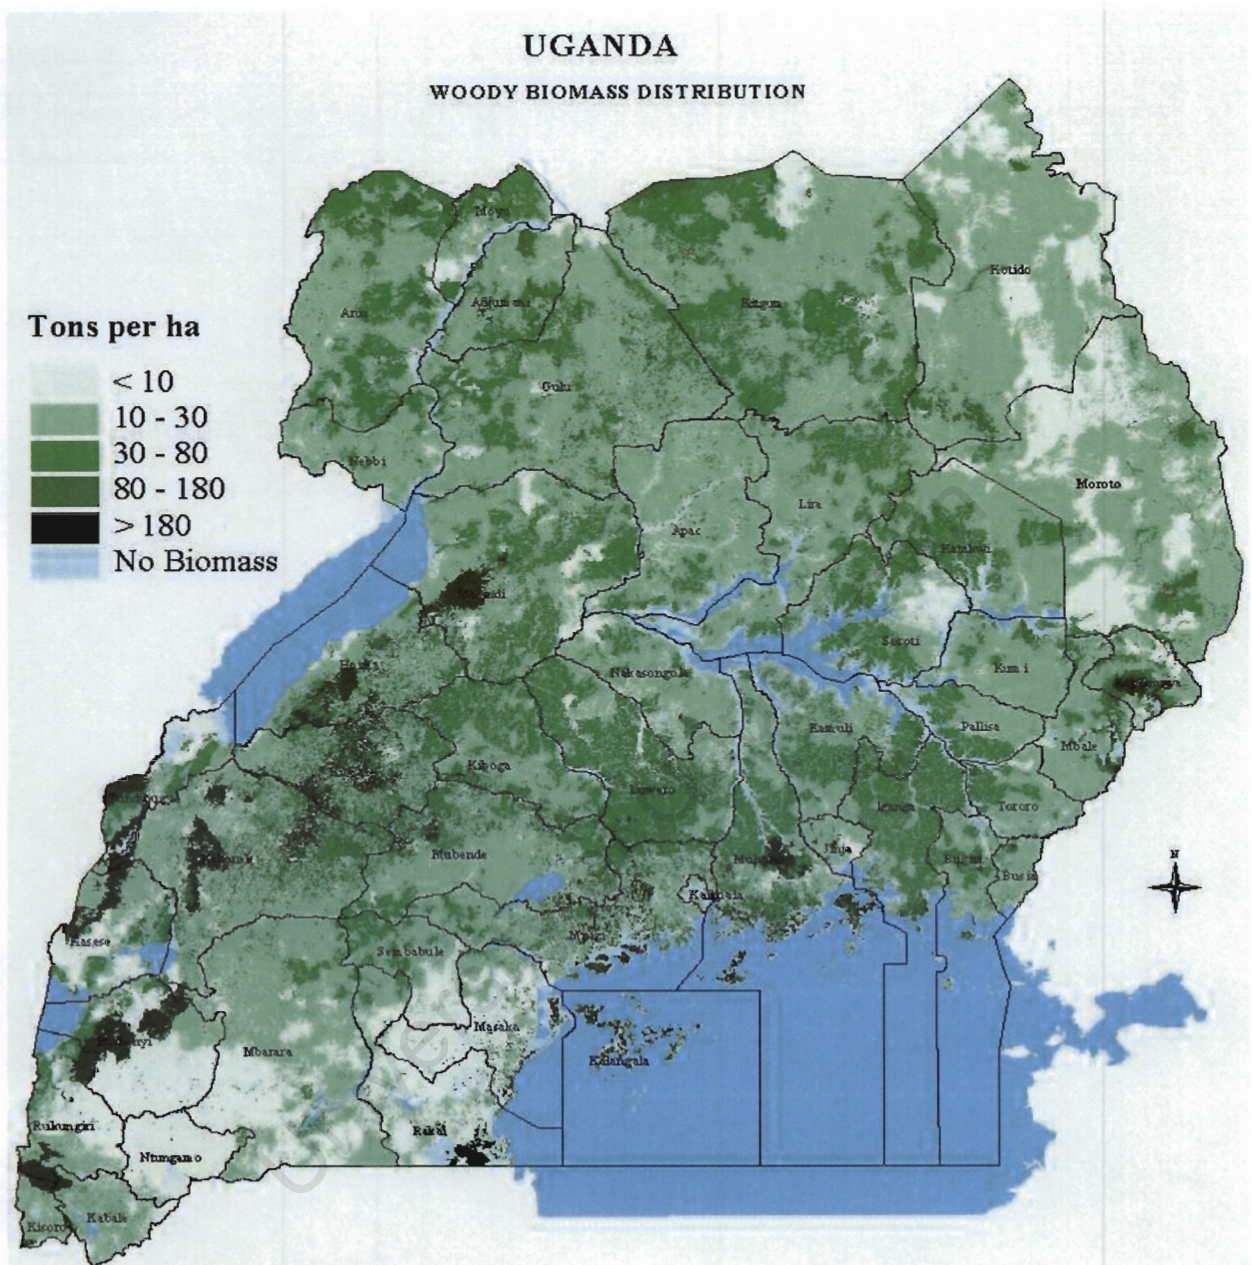 UGANDA
WOODY BIOMASS DISTRIBUTION
Tons per ha
< 10
10 - 30
30 - 80
80 - 180
> 180
No Biomass
Moyo
Kotido
Arua
Adjumani
Kitgum
Gulu
Nebbi
Moroto
Lira
Apac
Katakwi
Masindi
Soroti
Hoima
Kumi
Nakasongola
Kamuli
Pallisa
Mbale
Kiboga
Luwero
Iganga
Tororo
Mubende
Jinja
Bugiri
Busia
Kampala
Mpigi
Kasese
Sembabule
Masaka
Mbarara
Kalangala
Rukungiri
Rakai
Ntungamo
Kabale
Kisoro
N